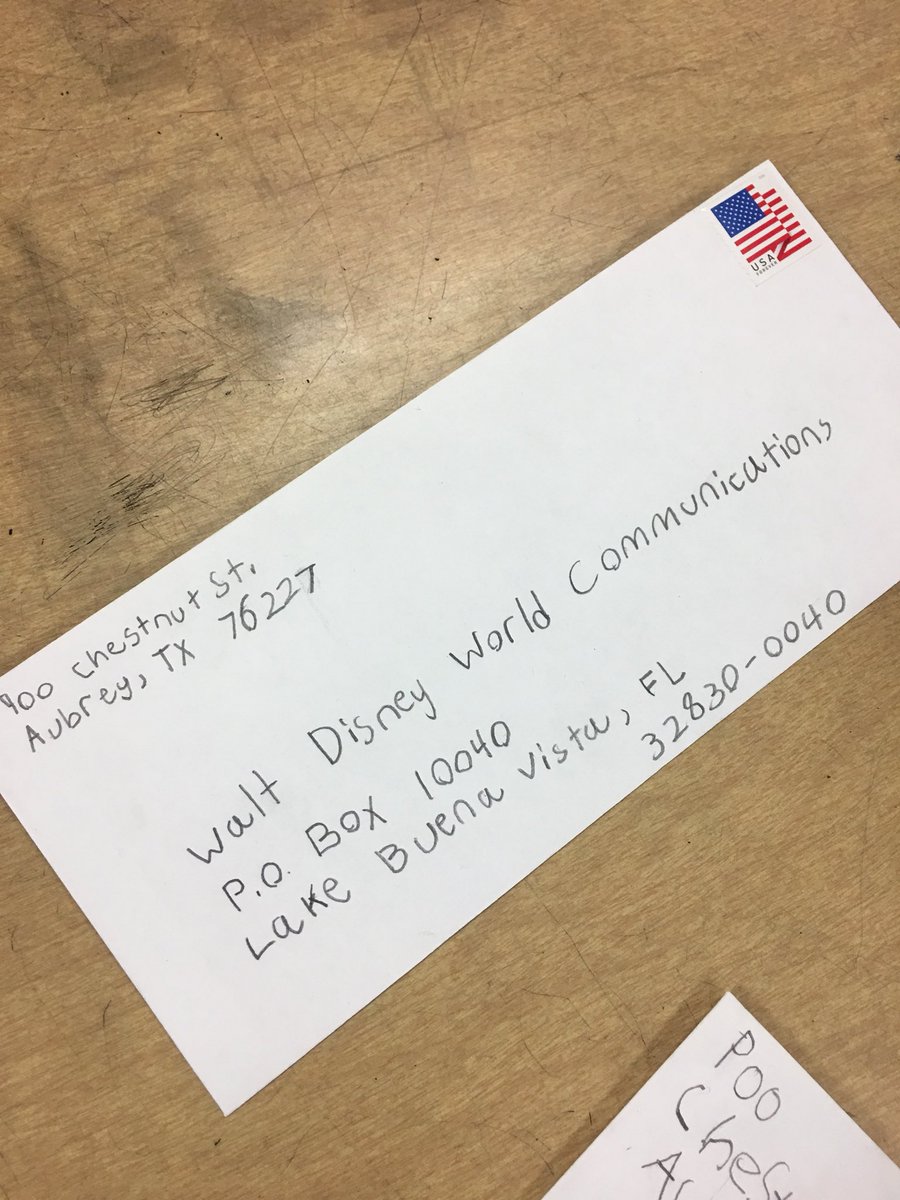 900 Chestnut St.
Aubrey, TX 76227
USA
FOREVER
Walt Disney World Communications
P.O. Box 10040
Lake Buena Vista, FL
32830-0040